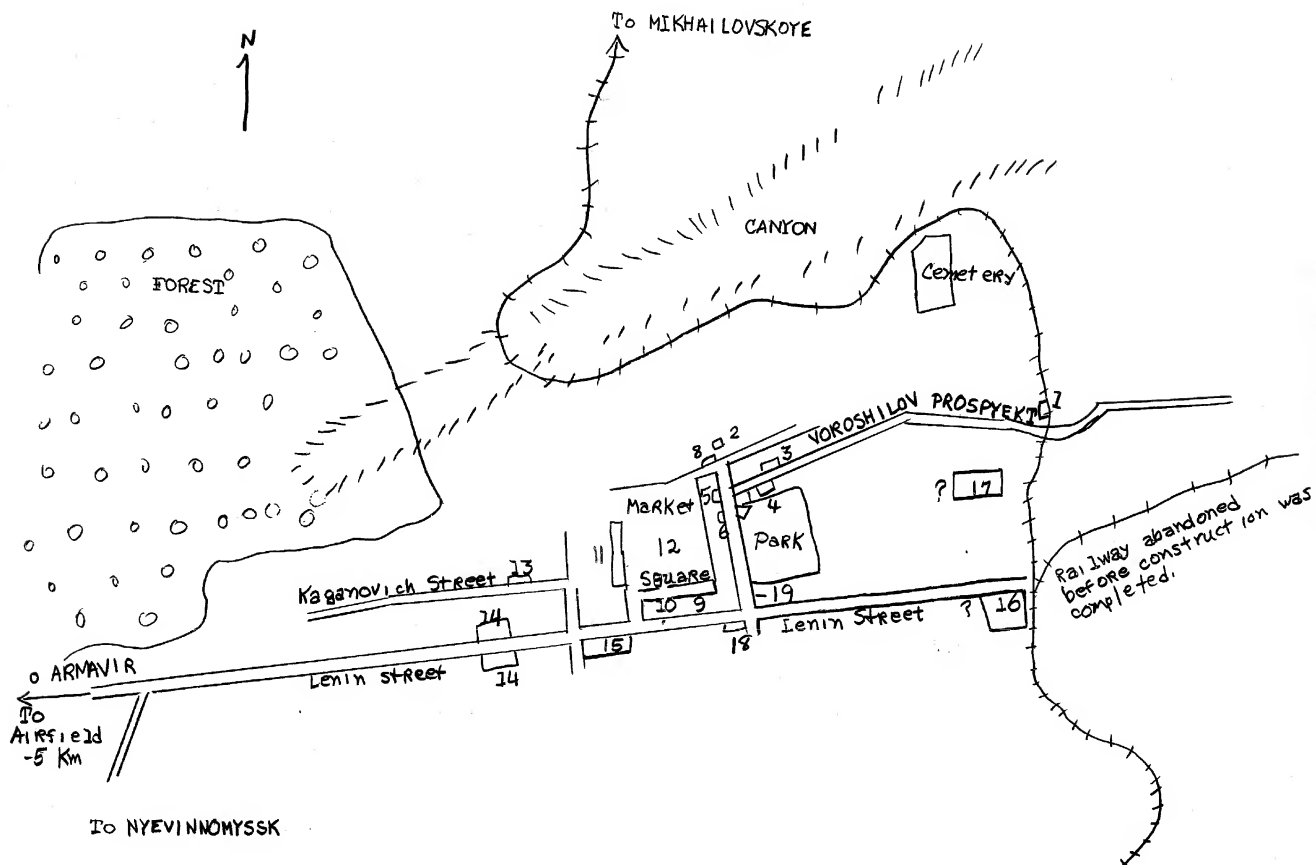 To MIKHAILOVSKOYE
N
CANYON
FOREST
Cemetery
1
VOROSHILOV PROSPYEKT
2
8
3
? 17
Market
5
4
7
6
Park
12
11
Railway abandoned
before construction was
completed.
13
Square
Kaganovich Street
10 9
-19
? 16
Lenin Street
14
18
15
o ARMAVIR
Lenin Street
14
To
Airfield
-5 Km
To NYEVINNOMYSSK